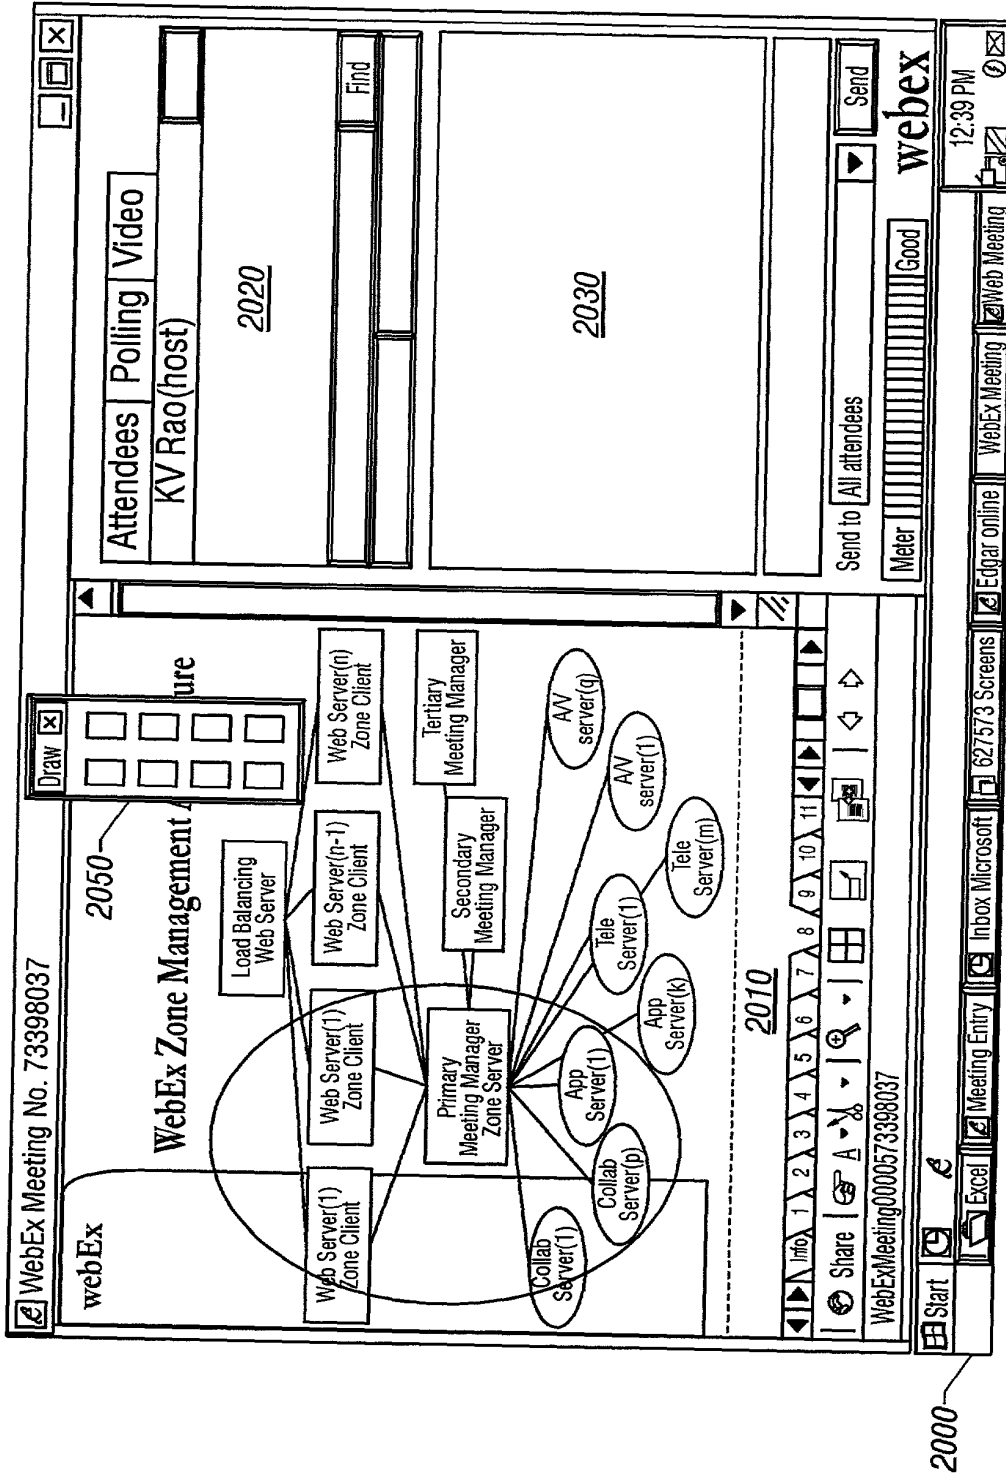 WebEx Meeting No. 73398037
Draw
2050
webEx
WebEx Zone Management A
ure
Load Balancing
Web Server
Web Server(1)
Zone Client
Web Server(1)
Zone Client
Web Server(n-1)
Zone Client
Web Server(n)
Zone Client
Primary
Meeting Manager
Zone Server
Secondary
Meeting Manager
Tertiary
Meeting Manager
Collab
Server(1)
Collab
Server(p)
App
Server(1)
App
Server(k)
Tele
Server(1)
Tele
Server(m)
A/V
server(1)
A/V
server(q)
2010
Info 1 2 3 4 5 6 7 8 9 10 11
Share A
WebExMeeting0000573398037
Attendees Polling Video
KV Rao(host)
2020
Find
2030
Send to All attendees Send
Meter Good
webex
Start
12:39 PM
Excel Meeting Entry Inbox Microsoft 627573 Screens Edgar online WebEx Meeting Web Meeting
2000